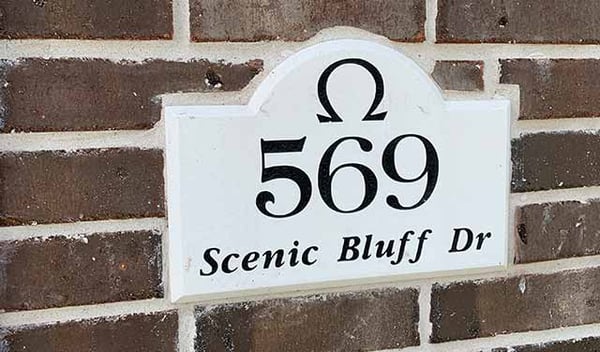 Ω
569
Scenic Bluff Dr